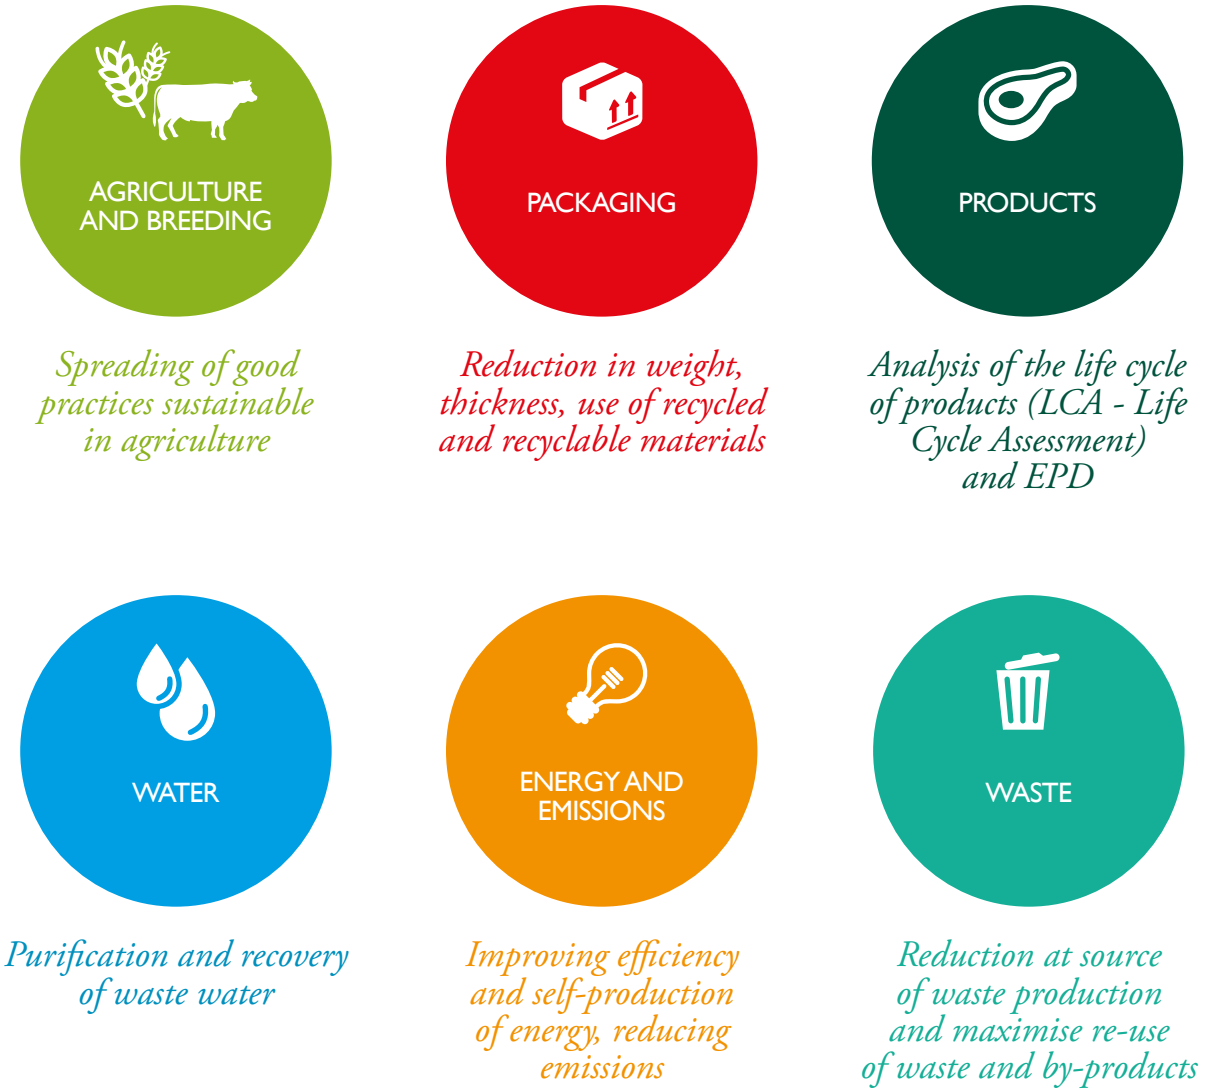 AGRICULTURE
AND BREEDING
Spreading of good
practices sustainable
in agriculture
PACKAGING
Reduction in weight,
thickness, use of recycled
and recyclable materials
PRODUCTS
Analysis of the life cycle
of products (LCA - Life
Cycle Assessment)
and EPD
WATER
Purification and recovery
of waste water
ENERGY AND
EMISSIONS
Improving efficiency
and self-production
of energy, reducing
emissions
WASTE
Reduction at source
of waste production
and maximise re-use
of waste and by-products